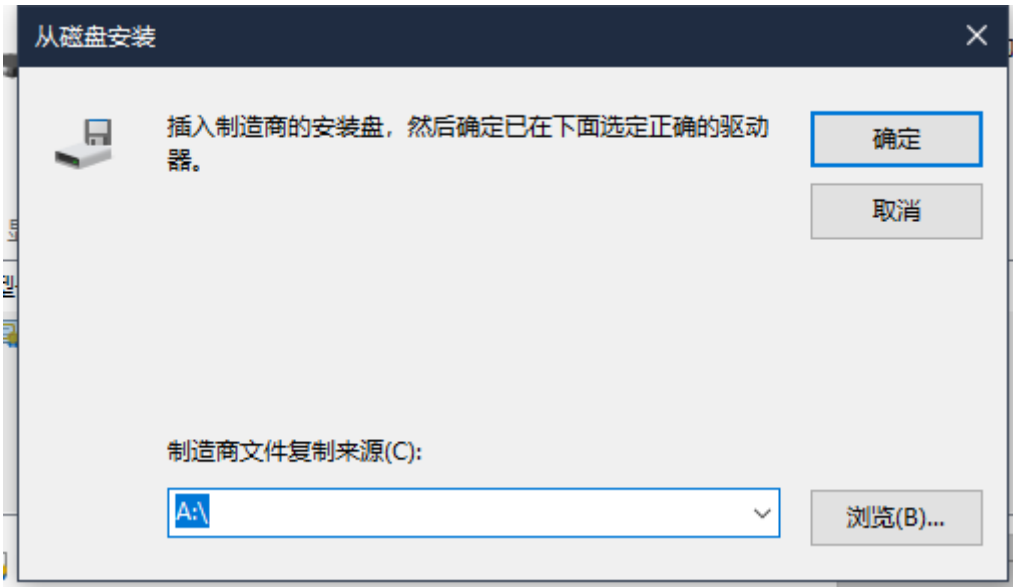 从磁盘安装
插入制造商的安装盘，然后确定已在下面选定正确的驱动
器。
确定
取消
制造商文件复制来源(C):
A:\
浏览(B)...